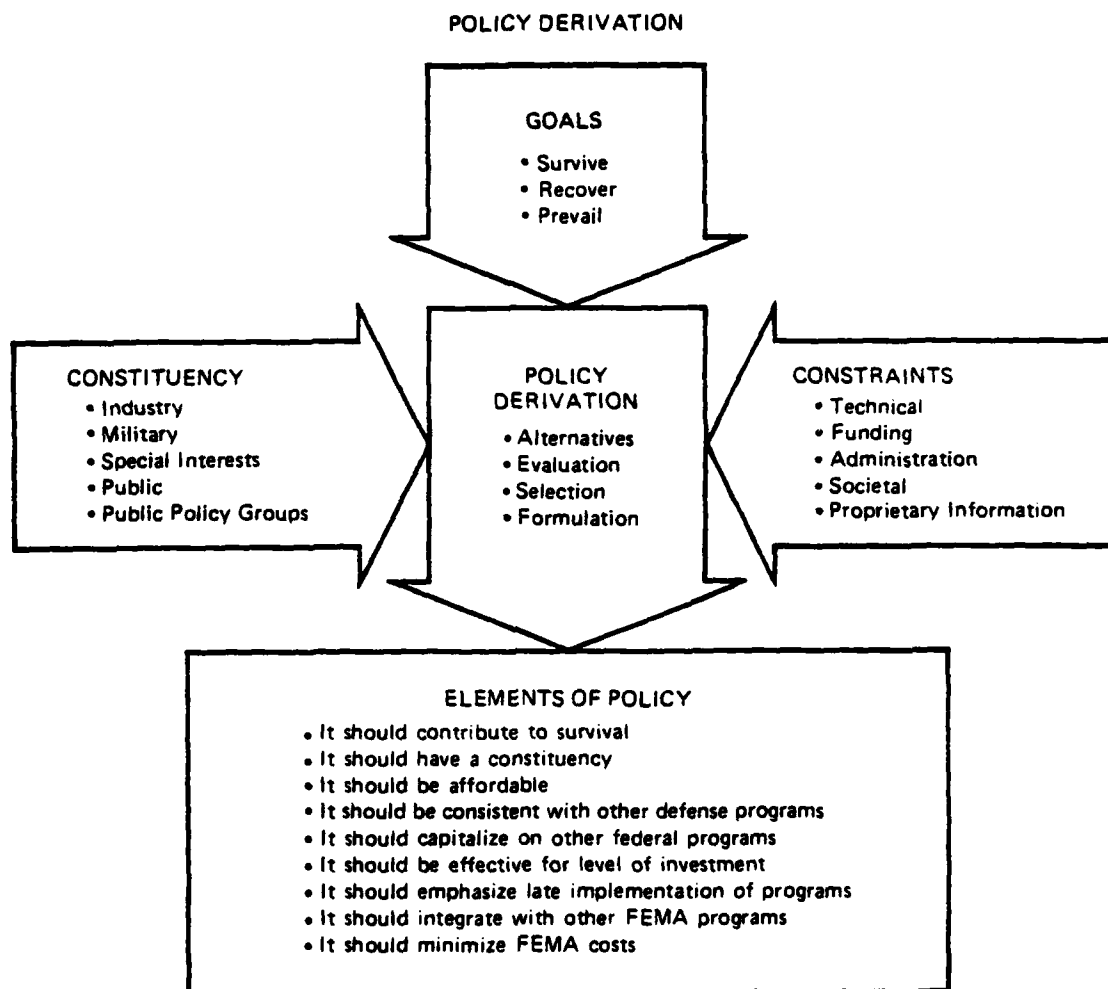 POLICY DERIVATION
GOALS
• Survive
• Recover
• Prevail
CONSTITUENCY
• Industry
• Military
• Special Interests
• Public
• Public Policy Groups
POLICY
DERIVATION
• Alternatives
• Evaluation
• Selection
• Formulation
CONSTRAINTS
• Technical
• Funding
• Administration
• Societal
• Proprietary Information
ELEMENTS OF POLICY
• It should contribute to survival
• It should have a constituency
• It should be affordable
• It should be consistent with other defense programs
• It should capitalize on other federal programs
• It should be effective for level of investment
• It should emphasize late implementation of programs
• It should integrate with other FEMA programs
• It should minimize FEMA costs